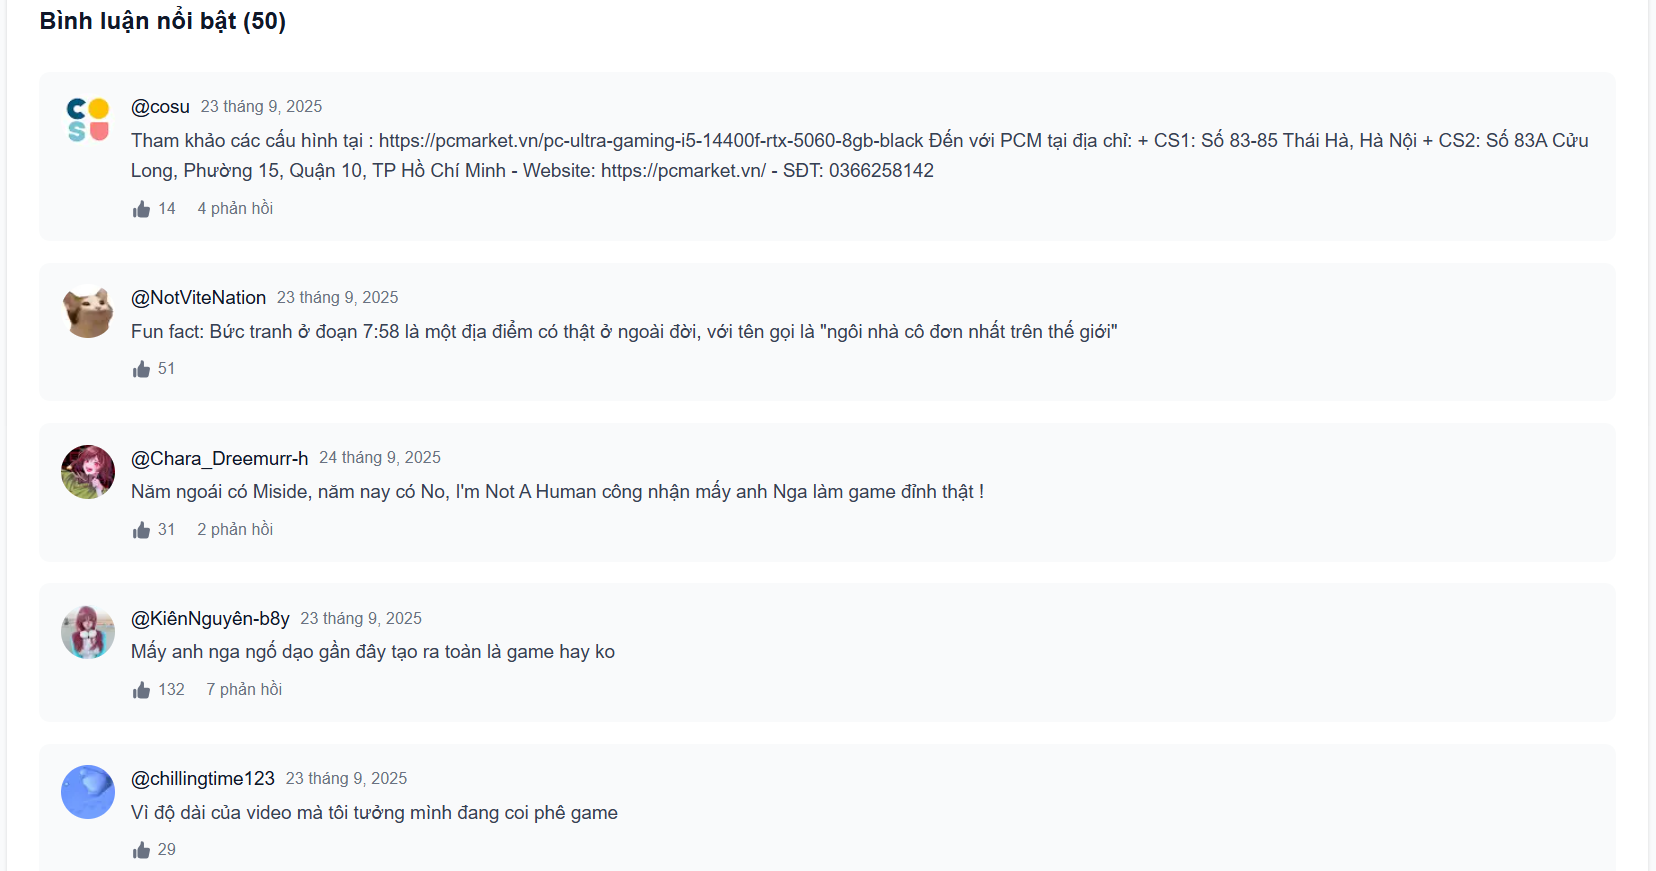 Bình luận nổi bật (50)
COSU
@cosu 23 tháng 9, 2025
Tham khảo các cấu hình tại : https://pcmarket.vn/pc-ultra-gaming-i5-14400f-rtx-5060-8gb-black Đến với PCM tại địa chỉ: + CS1: Số 83-85 Thái Hà, Hà Nội + CS2: Số 83A Cửu
Long, Phường 15, Quận 10, TP Hồ Chí Minh - Website: https://pcmarket.vn/ - SĐT: 0366258142
14 4 phản hồi
@NotViteNation 23 tháng 9, 2025
Fun fact: Bức tranh ở đoạn 7:58 là một địa điểm có thật ở ngoài đời, với tên gọi là "ngôi nhà cô đơn nhất trên thế giới"
51
@Chara_Dreemurr-h 24 tháng 9, 2025
Năm ngoái có Miside, năm nay có No, I'm Not A Human công nhận mấy anh Nga làm game đỉnh thật !
31 2 phản hồi
@KiênNguyên-b8y 23 tháng 9, 2025
Mấy anh nga ngố dạo gần đây tạo ra toàn là game hay ko
132 7 phản hồi
@chillingtime123 23 tháng 9, 2025
Vì độ dài của video mà tôi tưởng mình đang coi phê game
29